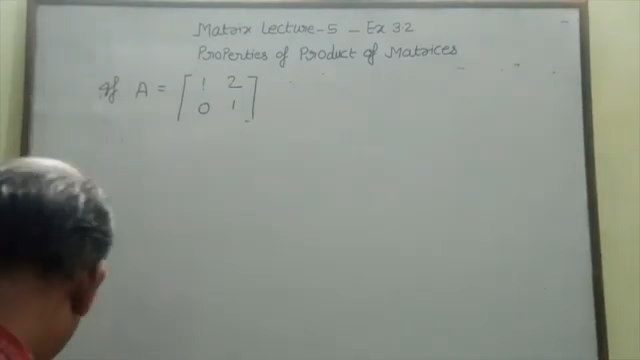 Matrix Lecture-5 - Ex 3.2
Properties of Product of Matrices
If A = [ 1 2
0 1 ]